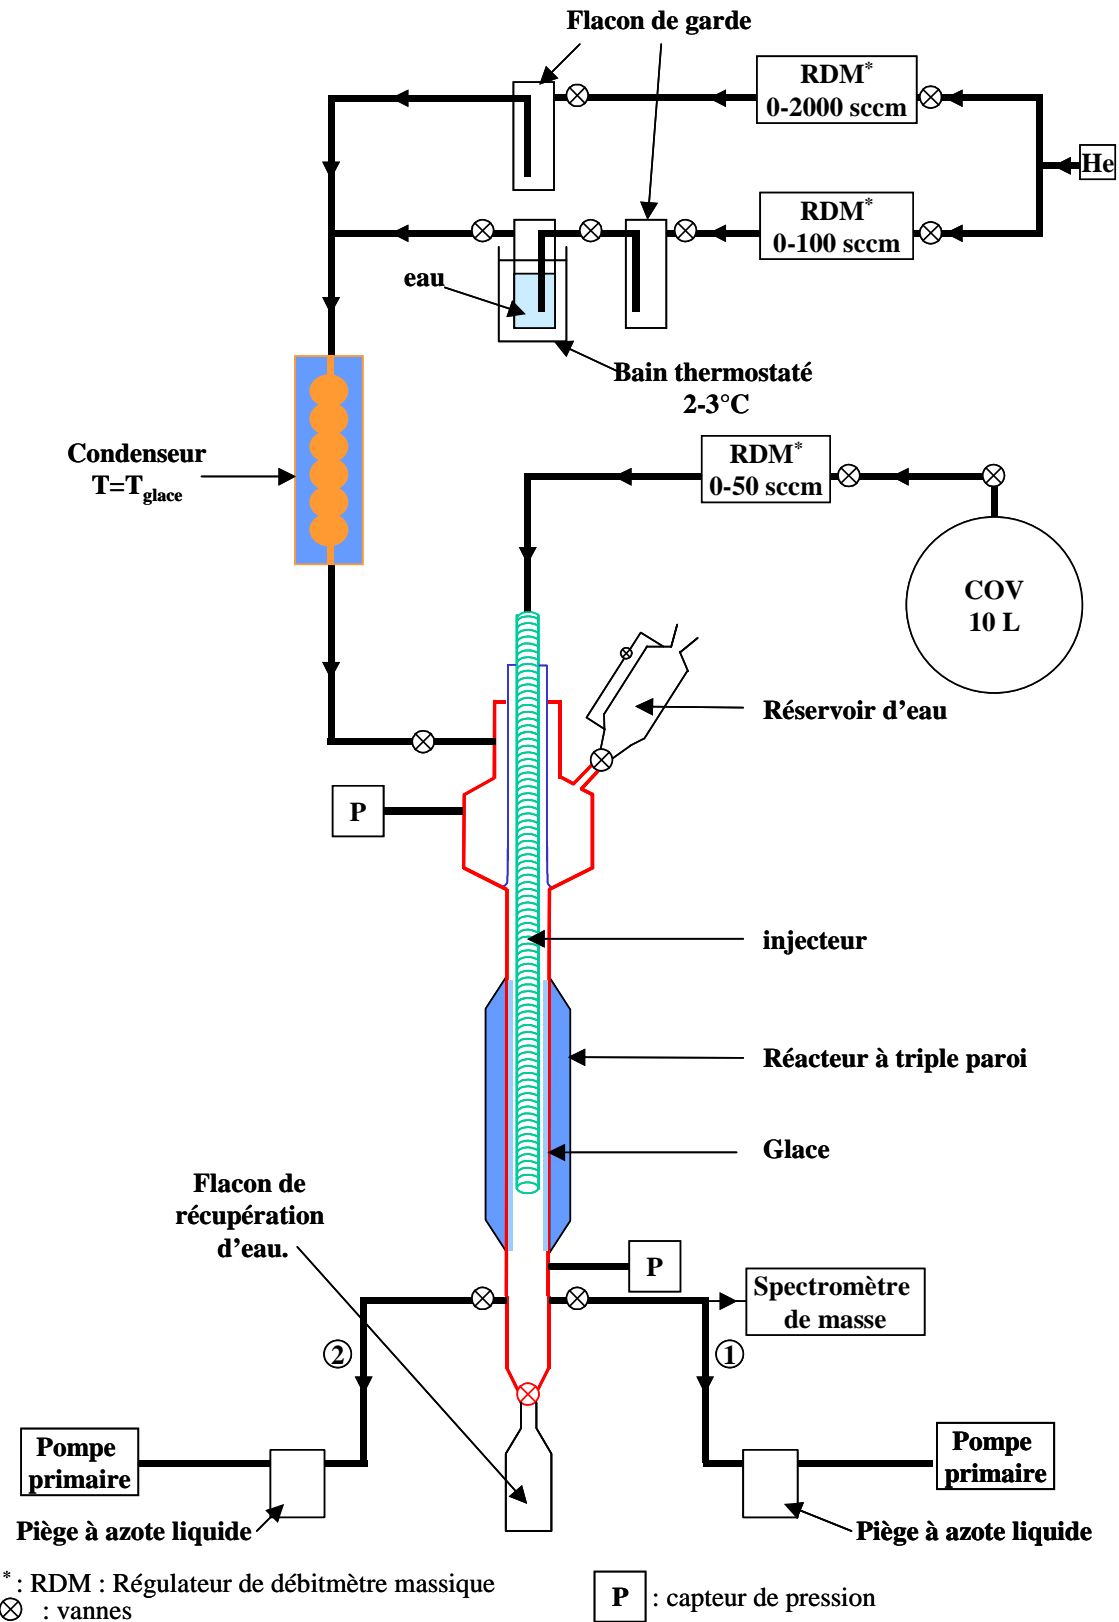 Flacon de garde
RDM*
0-2000 sccm
He
RDM*
0-100 sccm
eau
Bain thermostaté
2-3°C
Condenseur
T=Tglace
RDM*
0-50 sccm
COV
10 L
Réservoir d'eau
P
injecteur
Réacteur à triple paroi
Glace
Flacon de
récupération
d'eau.
P
Spectromètre
de masse
2
1
Pompe
primaire
Pompe
primaire
Piège à azote liquide
Piège à azote liquide
* : RDM : Régulateur de débitmètre massique
: vannes
P : capteur de pression